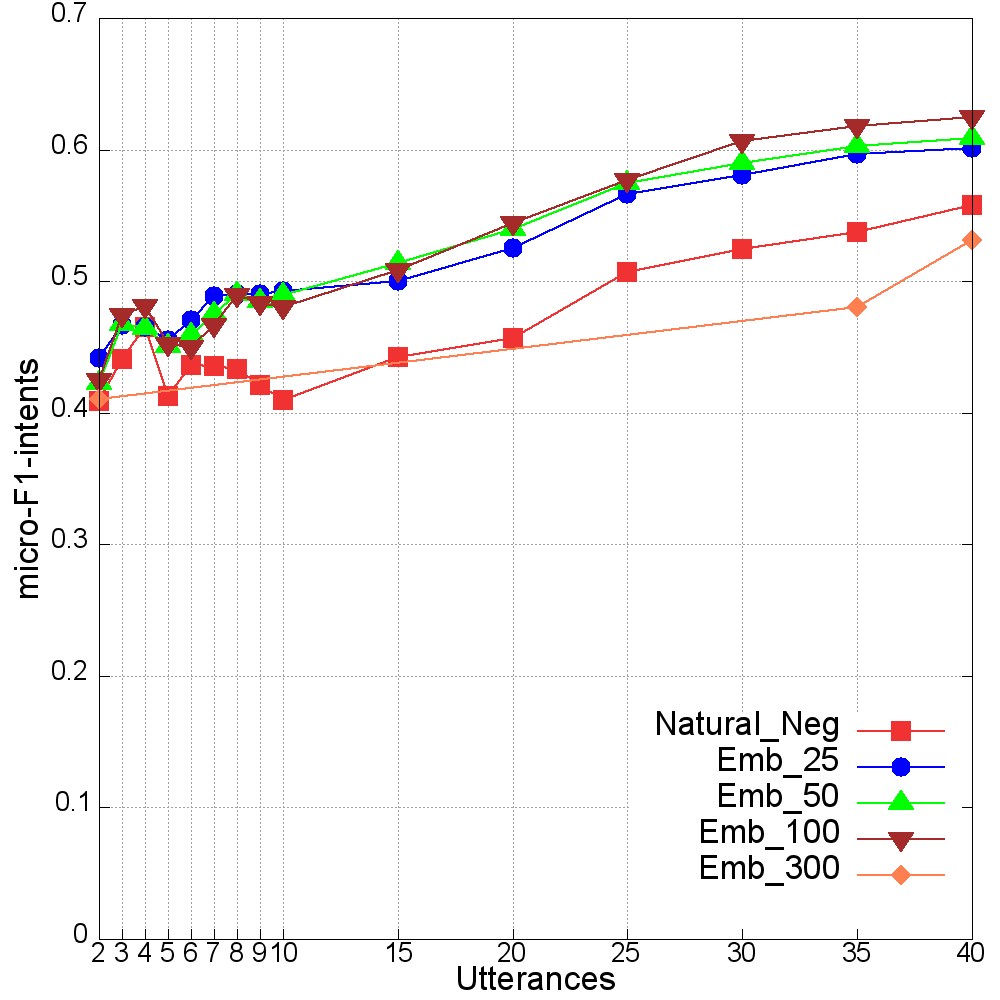 0.7
0.6
0.5
0.4
0.3
0.2
0.1
0
micro-F1-intents
Natural_Neg
Emb_25
Emb_50
Emb_100
Emb_300
2 3 4 5 6 7 8 9 10 15 20 25 30 35 40
Utterances